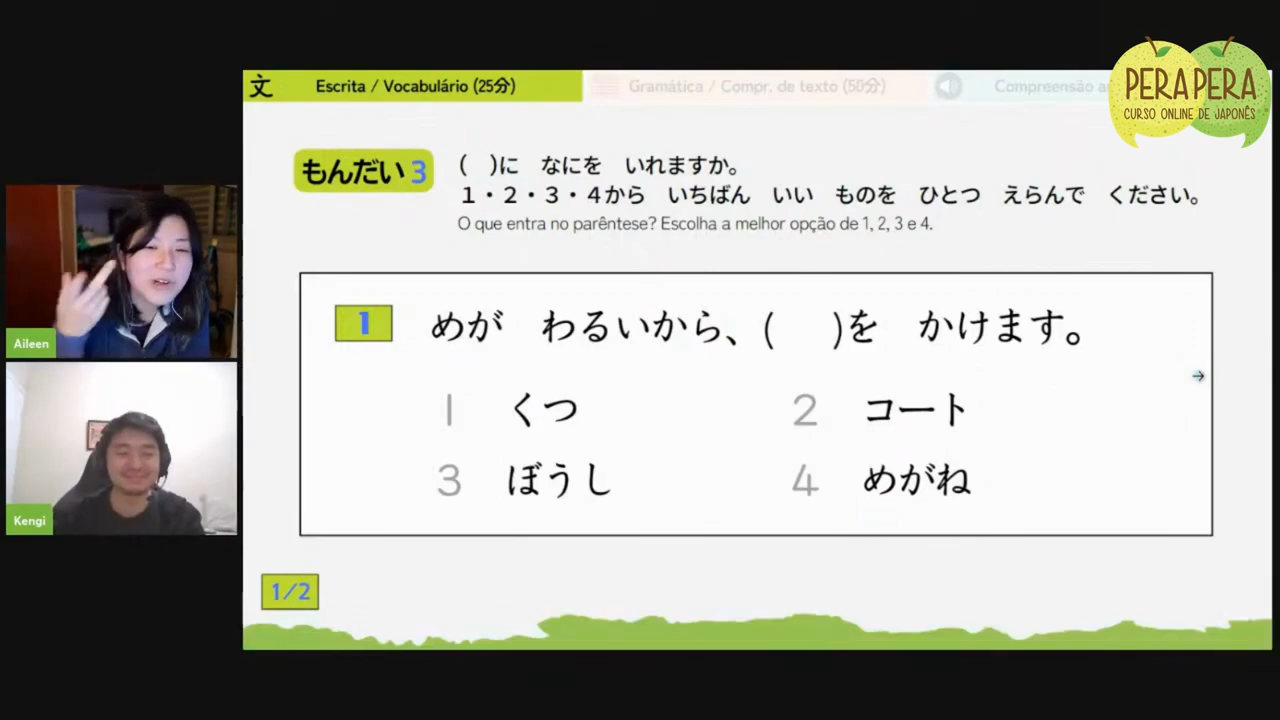 文 Escrita / Vocabulário (25分) Gramática / Compr. de texto (50分) Compreensão
PERAPERA
CURSO ONLINE DE JAPONÊS
もんだい 3
( )に なにを いれますか。
1・2・3・4から いちばん いい ものを ひとつ えらんで ください。
O que entra no parêntese? Escolha a melhor opção de 1, 2, 3 e 4.
1 めが わるいから、( )を かけます。
1 くつ 2 コート
3 ぼうし 4 めがね
Aileen
Kengi
1/2